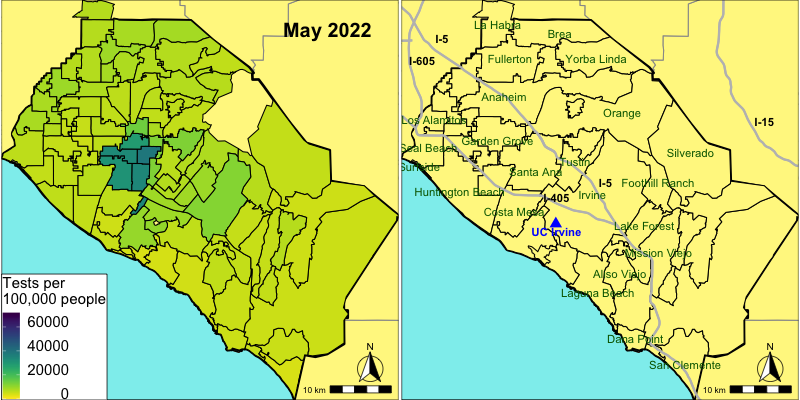 May 2022
Tests per
100,000 people
60000
40000
20000
0
N
10 km
La Habra
Brea
I-5
I-605
Fullerton
Yorba Linda
Anaheim
Orange
Los Alamitos
I-15
Seal Beach
Garden Grove
Silverado
Tustin
Santa Ana
I-5
Foothill Ranch
Huntington Beach
I-405
Irvine
Costa Mesa
UC Irvine
Lake Forest
Mission Viejo
Aliso Viejo
Laguna Beach
Dana Point
San Clemente
N
10 km